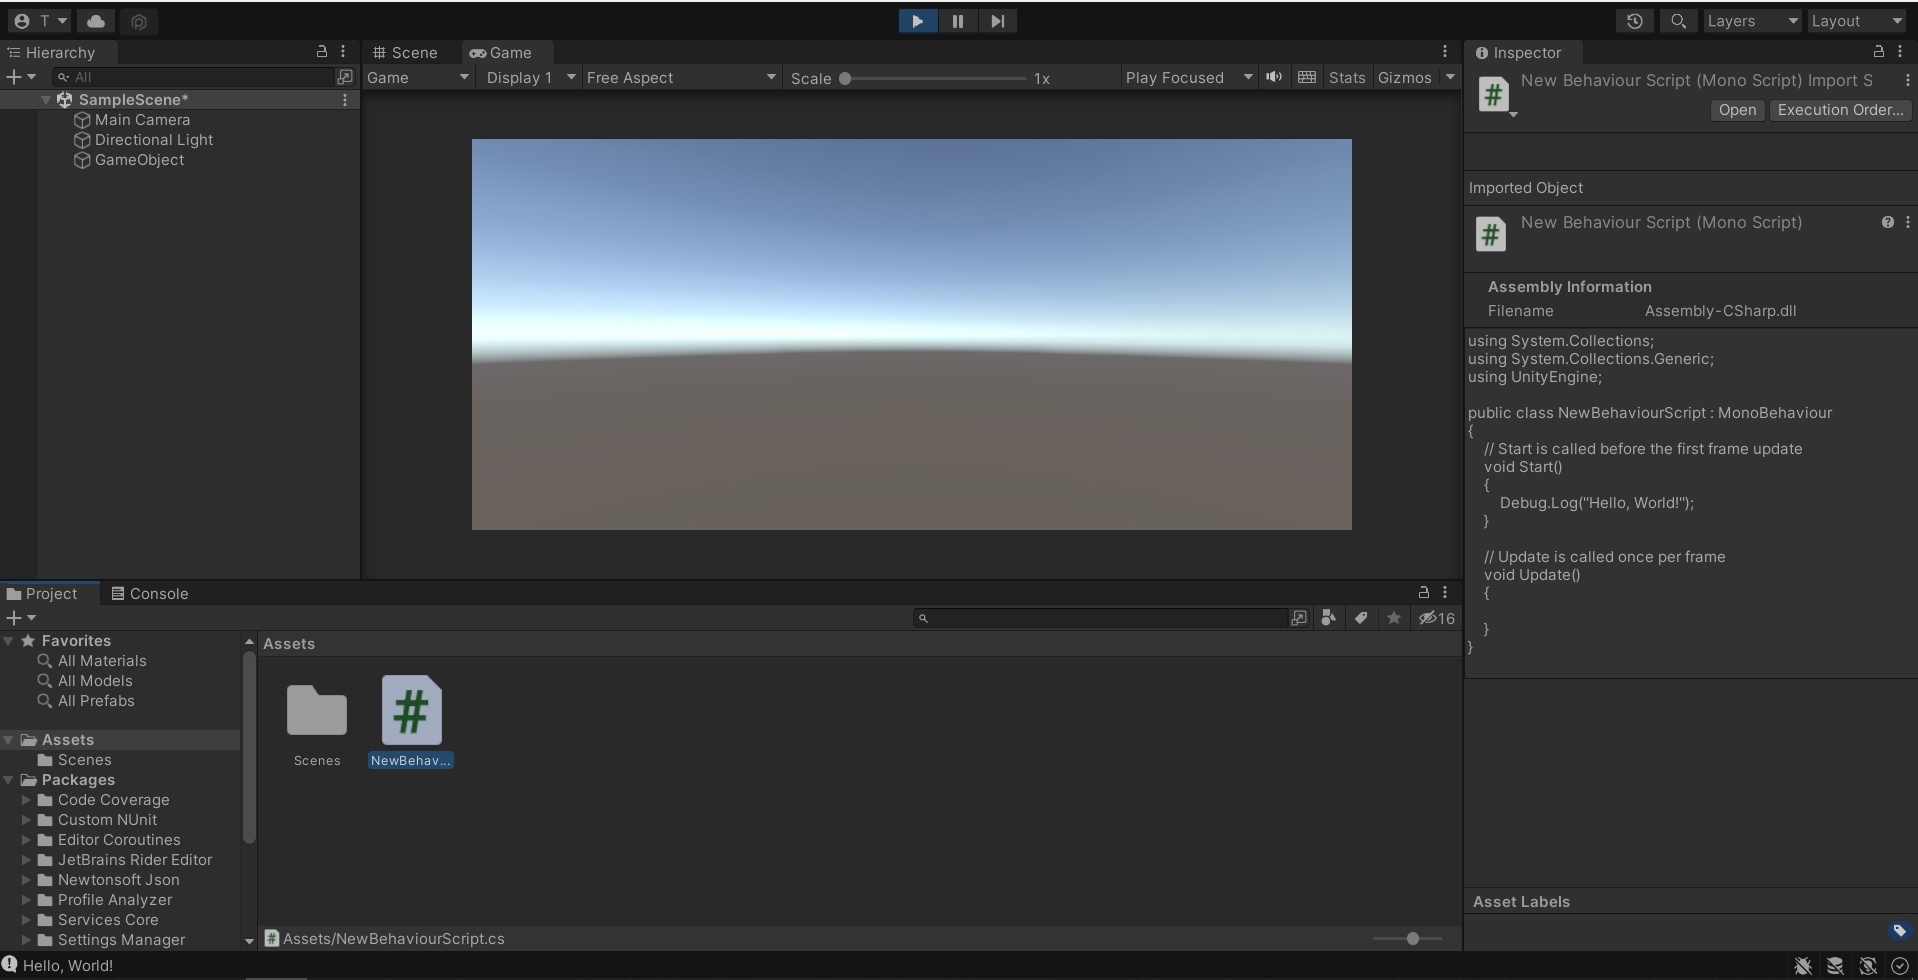 T
Layers
Layout
Hierarchy
Scene
Game
Inspector
All
Game
Display 1
Free Aspect
Scale
1x
Play Focused
Stats
Gizmos
SampleScene*
Main Camera
Directional Light
GameObject
New Behaviour Script (Mono Script) Import S
Open
Execution Order...
Imported Object
New Behaviour Script (Mono Script)
Assembly Information
Filename Assembly-CSharp.dll
using System.Collections;
using System.Collections.Generic;
using UnityEngine;
public class NewBehaviourScript : MonoBehaviour
{
// Start is called before the first frame update
void Start()
{
Debug.Log("Hello, World!");
}
// Update is called once per frame
void Update()
{
}
}
Project
Console
16
Favorites
All Materials
All Models
All Prefabs
Assets
Scenes
Packages
Code Coverage
Custom NUnit
Editor Coroutines
JetBrains Rider Editor
Newtonsoft Json
Profile Analyzer
Services Core
Settings Manager
Assets
Scenes
NewBehav...
Assets/NewBehaviourScript.cs
Asset Labels
Hello, World!